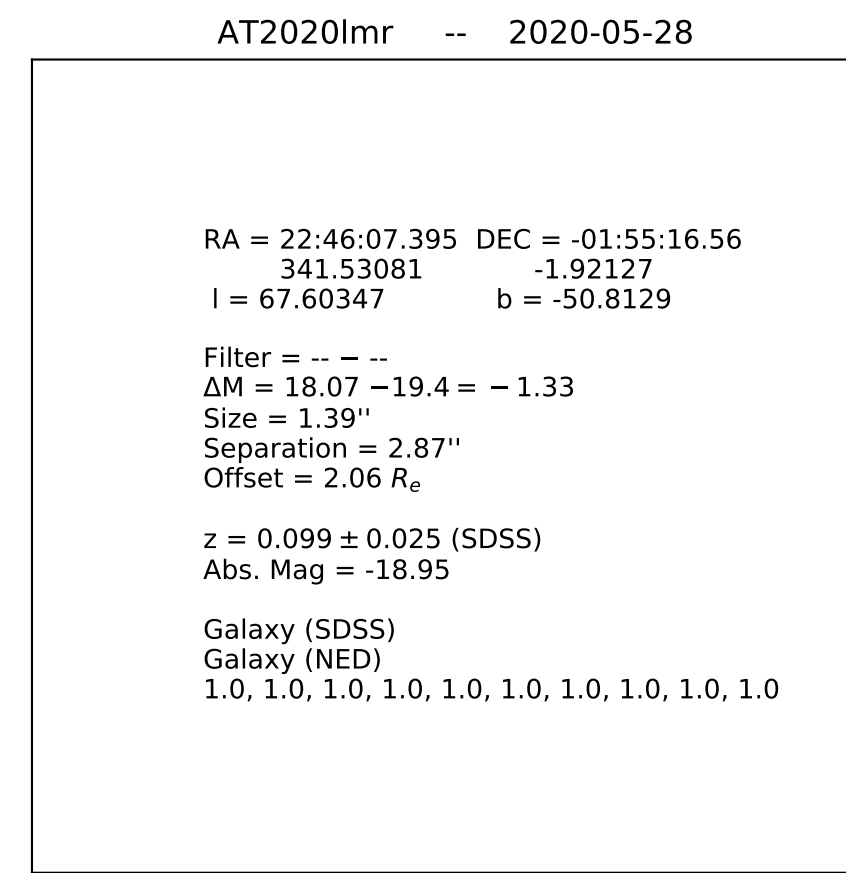 AT2020lmr -- 2020-05-28
RA = 22:46:07.395 DEC = -01:55:16.56
341.53081 -1.92127
l = 67.60347 b = -50.8129
Filter = -- − --
ΔM = 18.07 −19.4 = − 1.33
Size = 1.39''
Separation = 2.87''
Offset = 2.06 Rₑ
z = 0.099 ± 0.025 (SDSS)
Abs. Mag = -18.95
Galaxy (SDSS)
Galaxy (NED)
1.0, 1.0, 1.0, 1.0, 1.0, 1.0, 1.0, 1.0, 1.0, 1.0